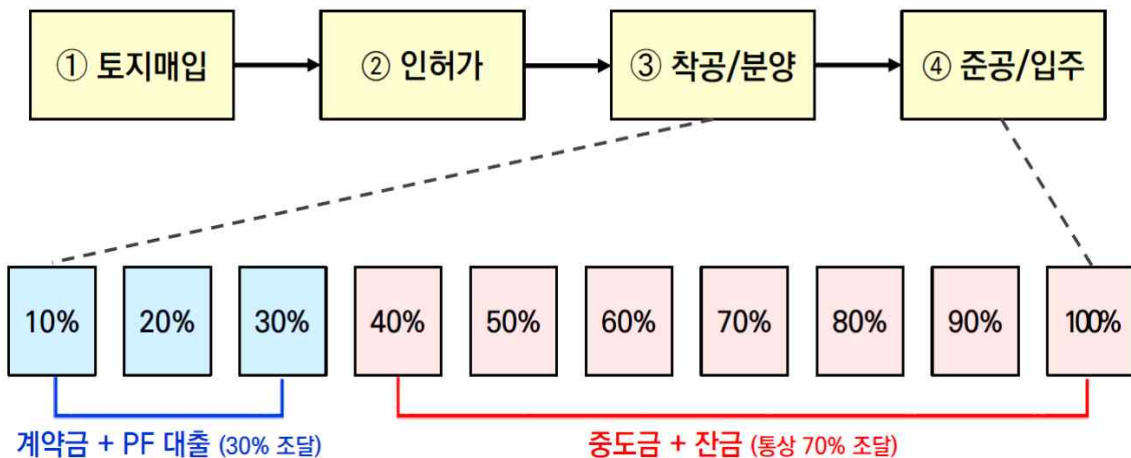 ① 토지매입
② 인허가
③ 착공/분양
④ 준공/입주
10%
20%
30%
40%
50%
60%
70%
80%
90%
100%
계약금 + PF 대출 (30% 조달)
중도금 + 잔금 (통상 70% 조달)